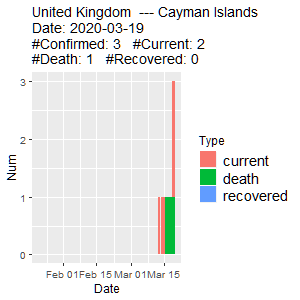 United Kingdom --- Cayman Islands
Date: 2020-03-19
#Confirmed: 3 #Current: 2
#Death: 1 #Recovered: 0
3
2
1
0
Num
Feb 01 Feb 15 Mar 01 Mar 15
Date
Type
current
death
recovered